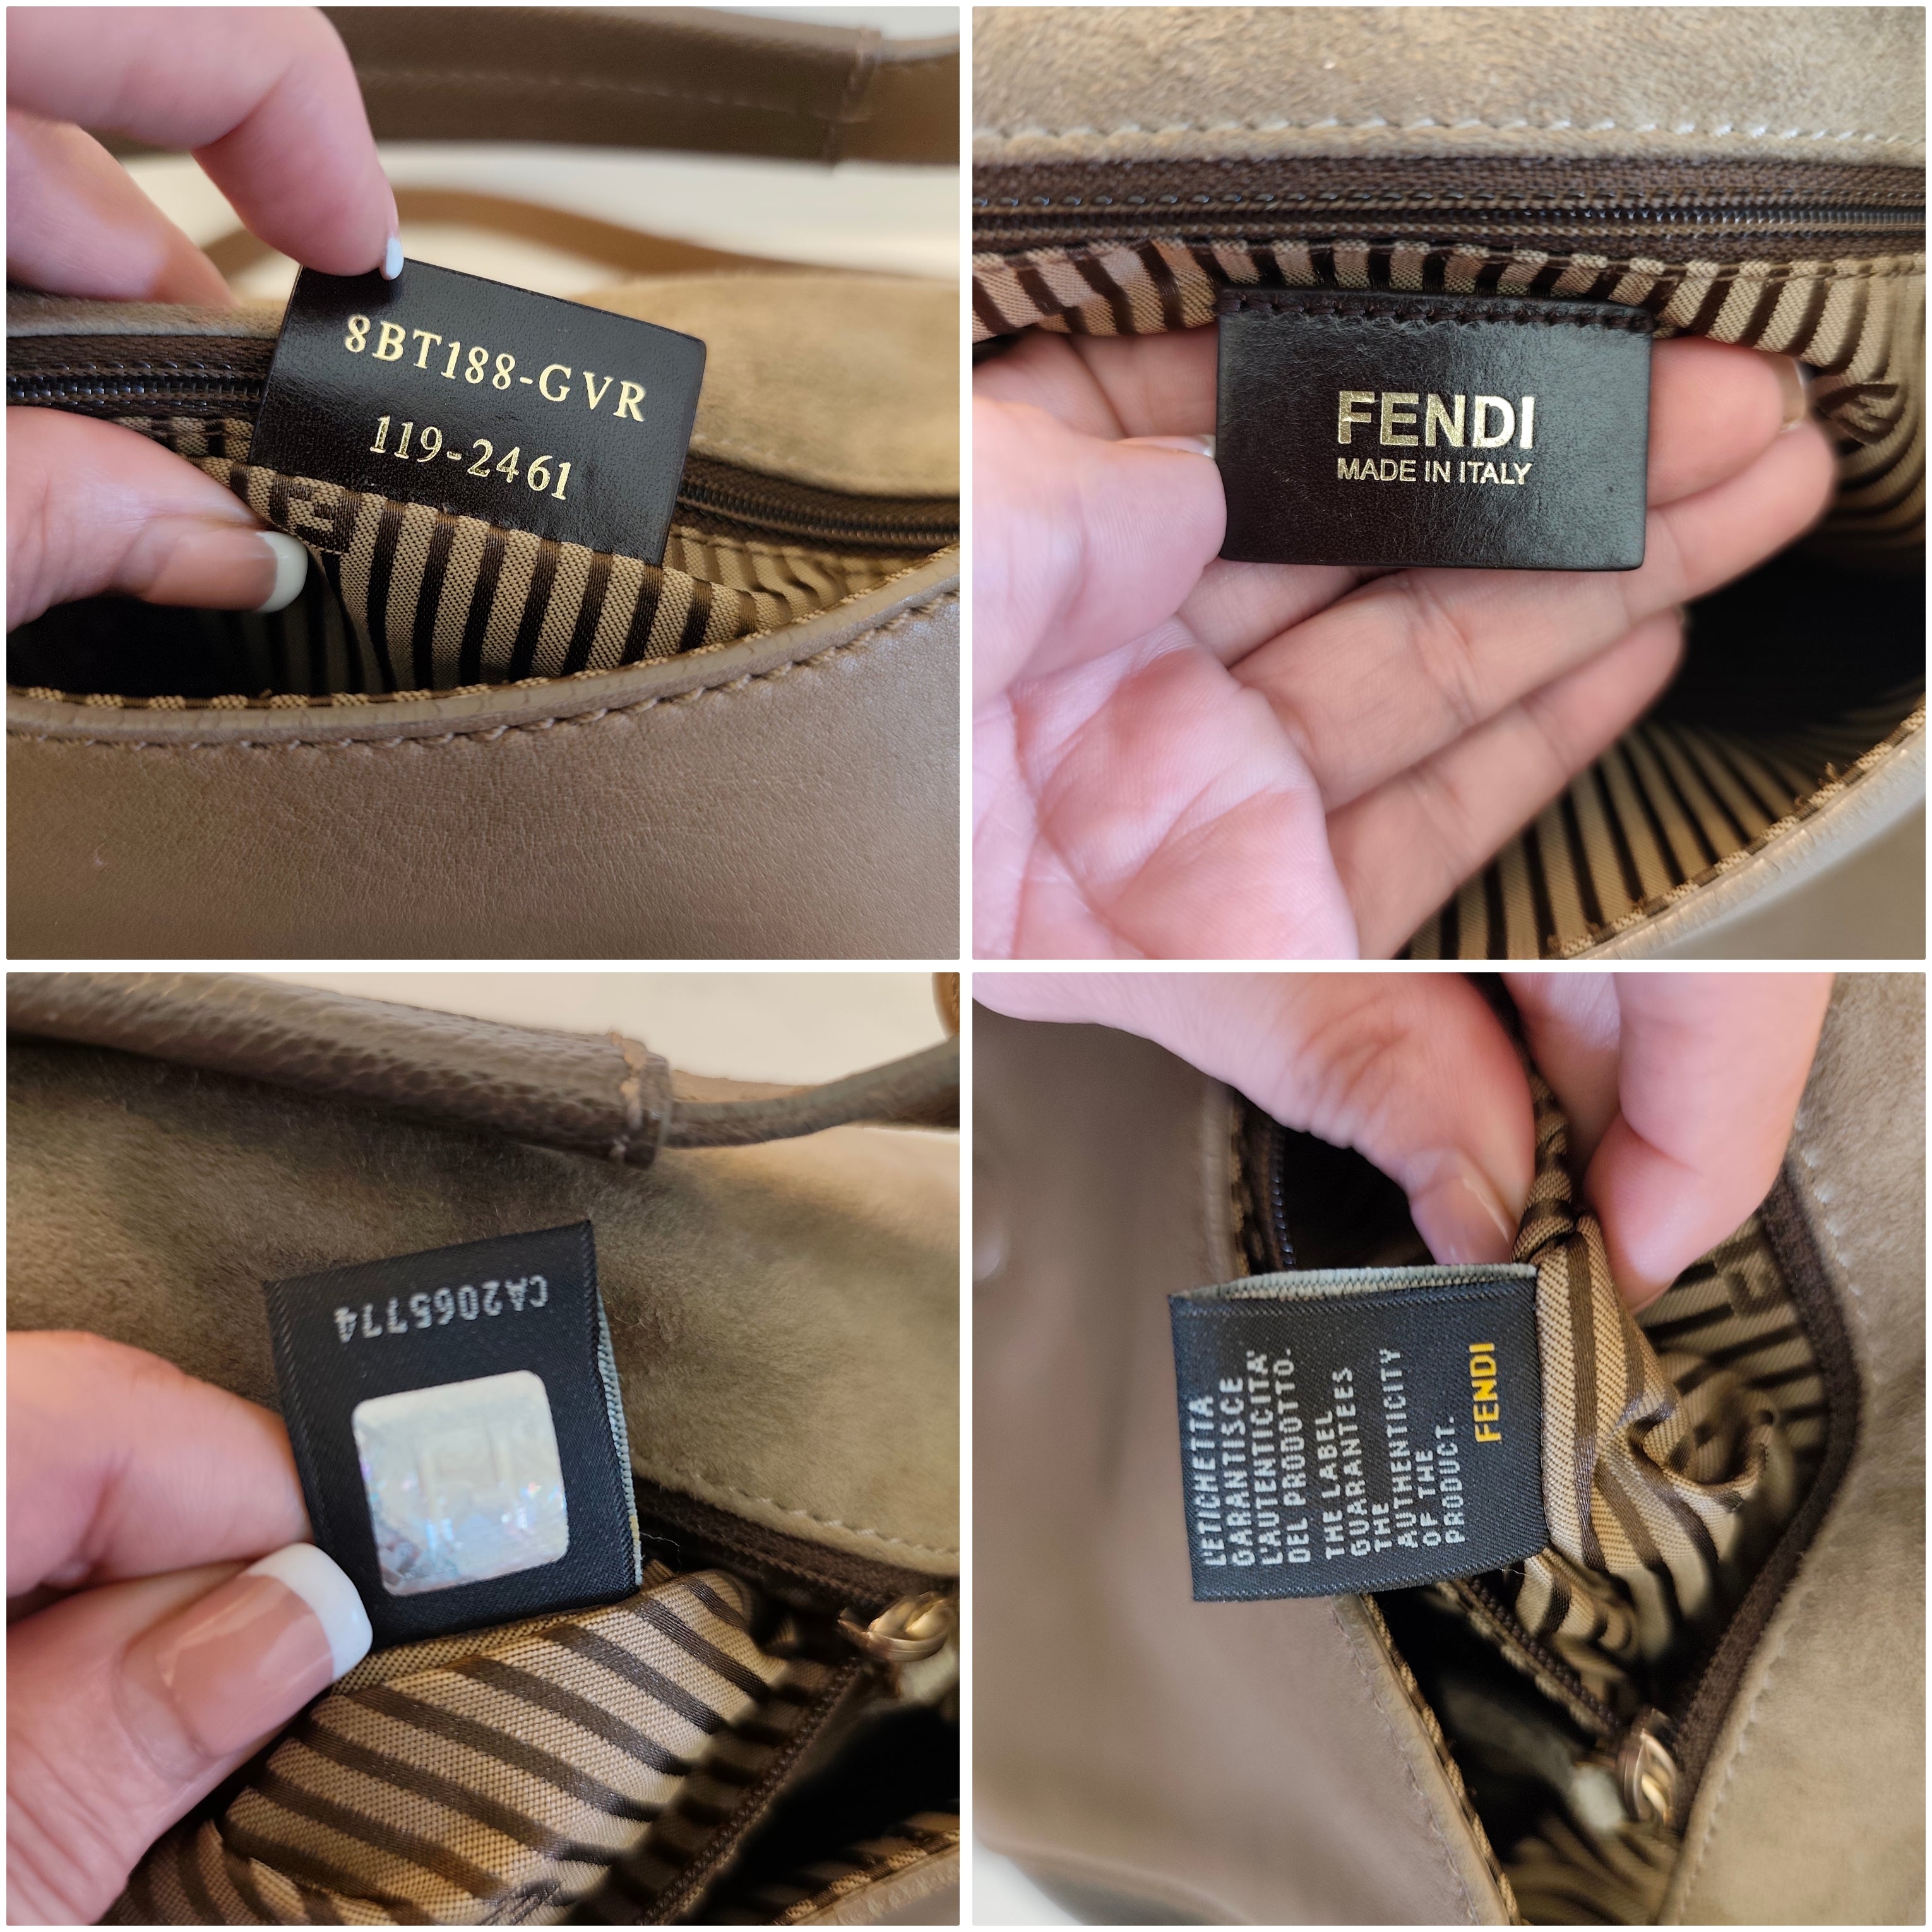 8BT188-GVR
119-2461
FENDI
MADE IN ITALY
CA2065774
L'ETICHETTA
GARANTISCE
L'AUTENTICITA'
DEL PRODOTTO.
THE LABEL
GUARANTEES
THE
AUTHENTICITY
OF THE
PRODUCT.
FENDI